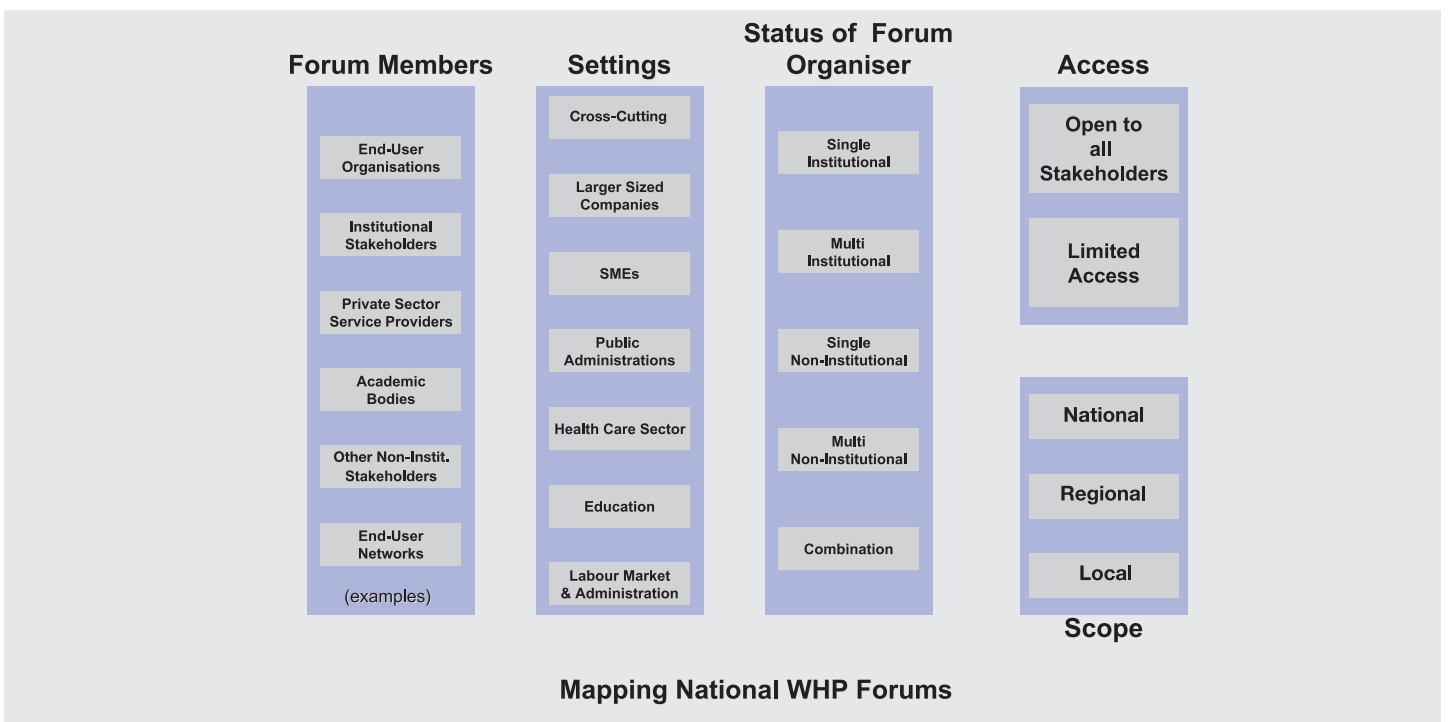 Forum Members
End-User
Organisations
Institutional
Stakeholders
Private Sector
Service Providers
Academic
Bodies
Other Non-Instit.
Stakeholders
End-User
Networks
(examples)
Settings
Cross-Cutting
Larger Sized
Companies
SMEs
Public
Administrations
Health Care Sector
Education
Labour Market
& Administration
Status of Forum
Organiser
Single
Institutional
Multi
Institutional
Single
Non-Institutional
Multi
Non-Institutional
Combination
Access
Open to
all
Stakeholders
Limited
Access
National
Regional
Local
Scope
Mapping National WHP Forums